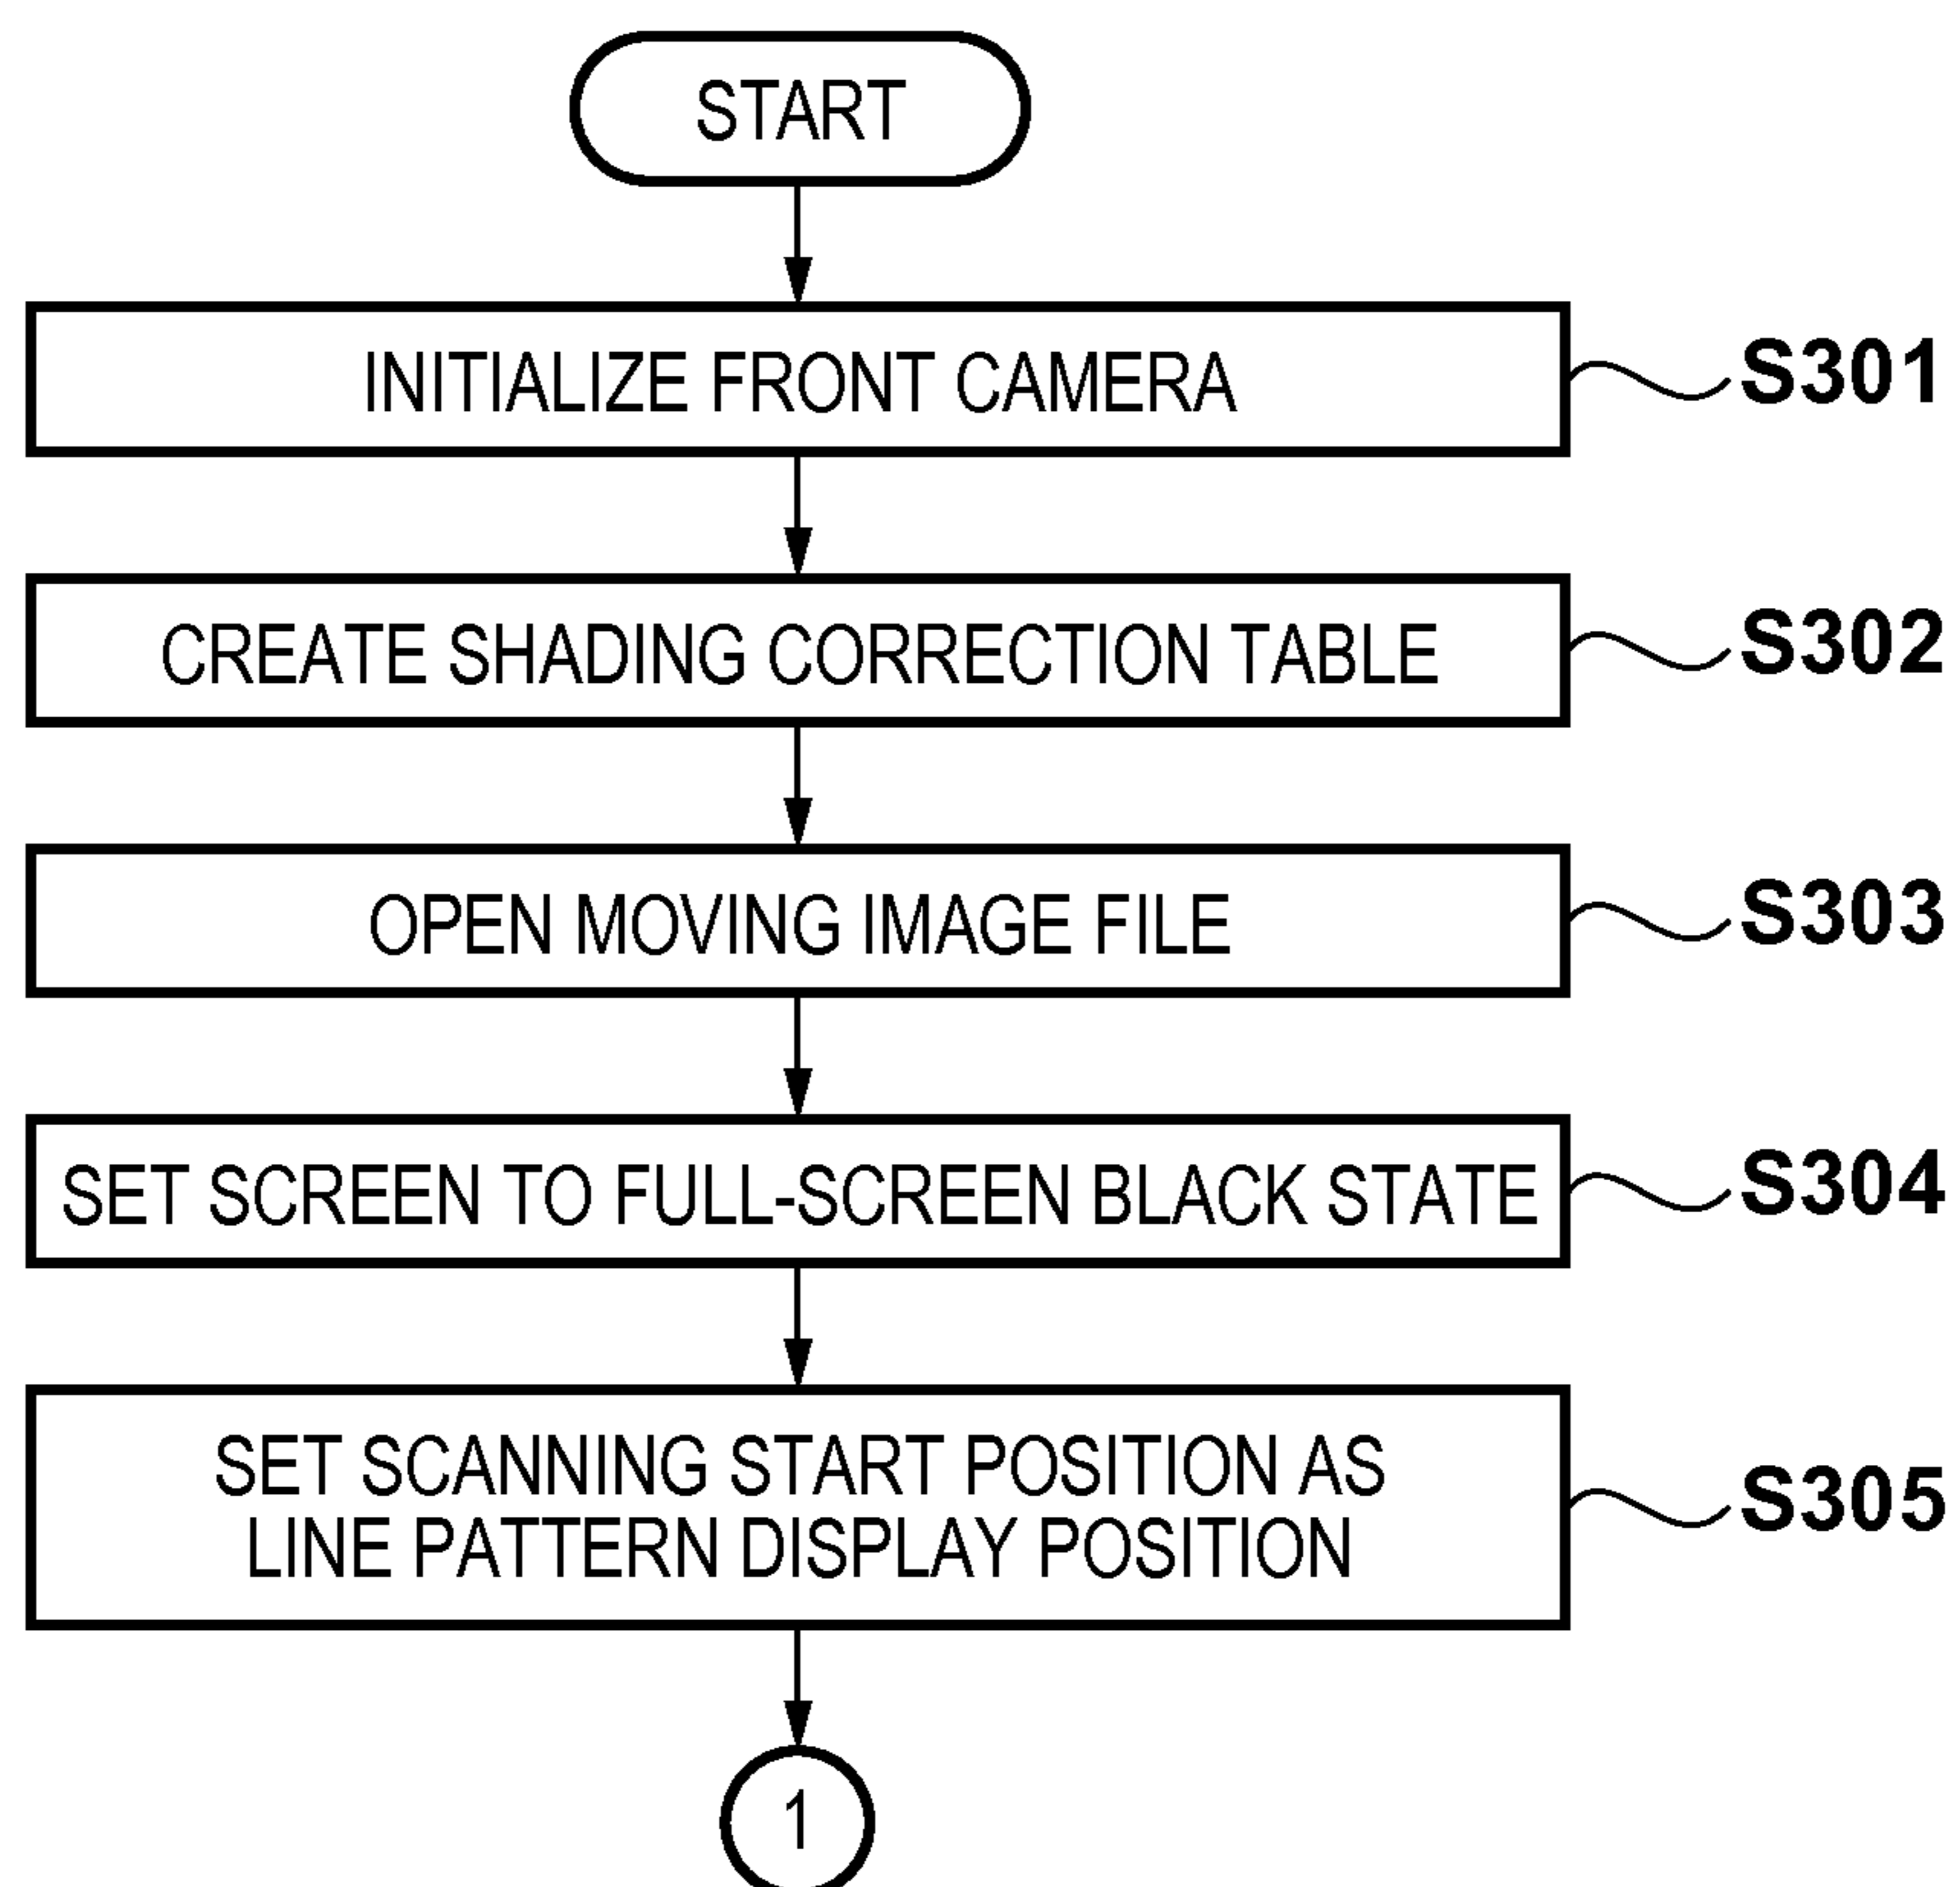 START
INITIALIZE FRONT CAMERA
S301
CREATE SHADING CORRECTION TABLE
S302
OPEN MOVING IMAGE FILE
S303
SET SCREEN TO FULL-SCREEN BLACK STATE
S304
SET SCANNING START POSITION AS
LINE PATTERN DISPLAY POSITION
S305
1